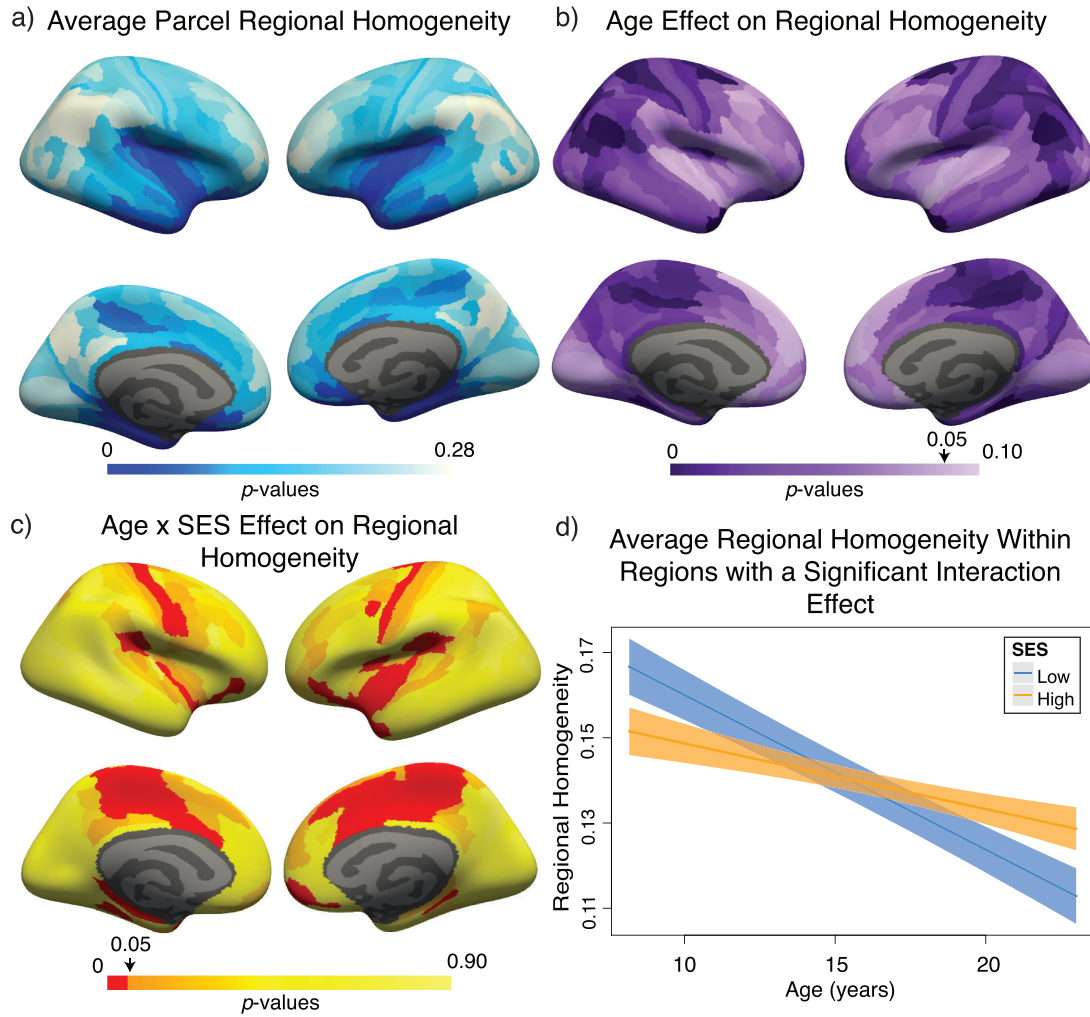 a) Average Parcel Regional Homogeneity
0
0.28
p-values
b) Age Effect on Regional Homogeneity
0
0.05
0.10
p-values
c) Age x SES Effect on Regional
Homogeneity
0
0.05
0.90
p-values
d) Average Regional Homogeneity Within
Regions with a Significant Interaction
Effect
Regional Homogeneity
0.17
0.15
0.13
0.11
SES
Low
High
10
15
20
Age (years)